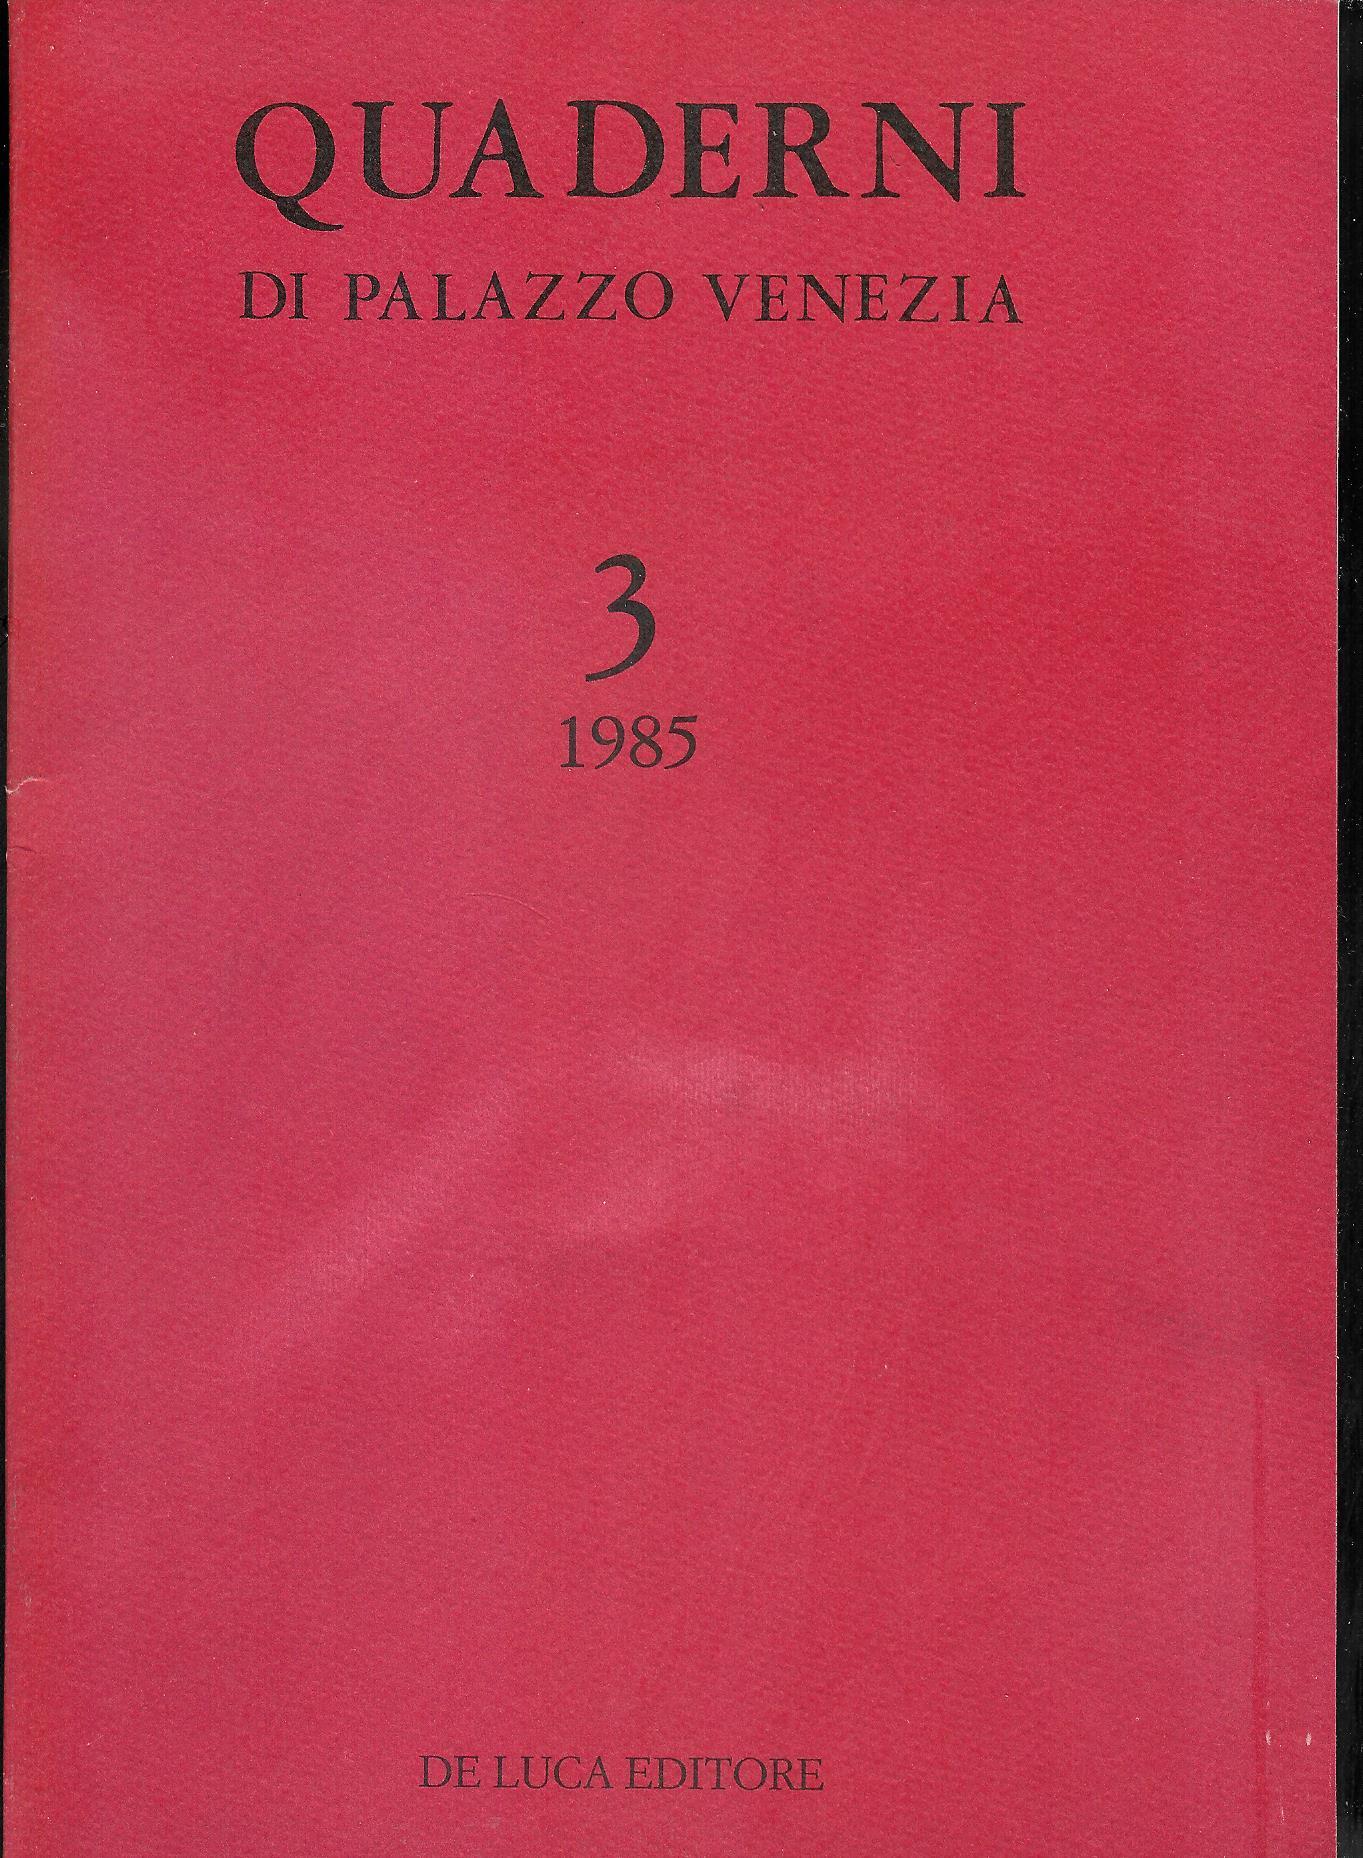 QUADERNI
DI PALAZZO VENEZIA
3
1985
DE LUCA EDITORE